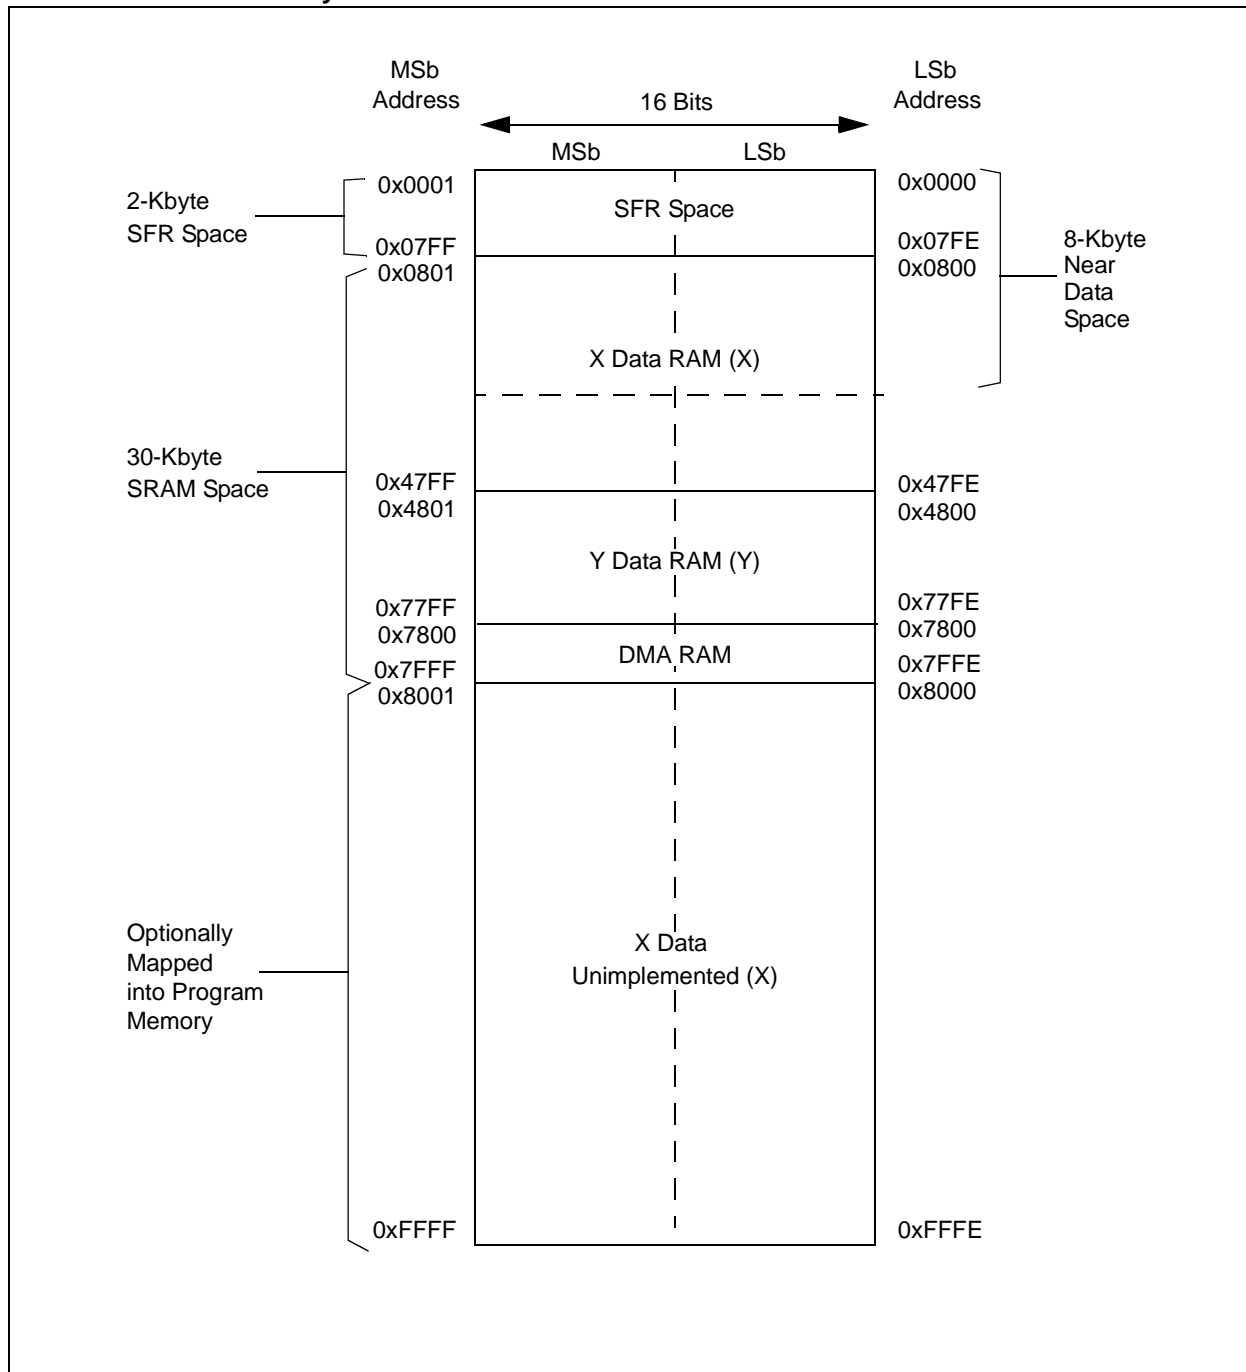 MSb
Address
LSb
Address
16 Bits
MSb
LSb
2-Kbyte
SFR Space
0x0001
SFR Space
0x0000
0x07FF
0x0801
0x07FE
0x0800
8-Kbyte
Near
Data
Space
X Data RAM (X)
30-Kbyte
SRAM Space
0x47FF
0x4801
0x47FE
0x4800
Y Data RAM (Y)
0x77FF
0x7800
0x77FE
0x7800
DMA RAM
0x7FFF
0x8001
0x7FFE
0x8000
Optionally
Mapped
into Program
Memory
X Data
Unimplemented (X)
0xFFFF
0xFFFE